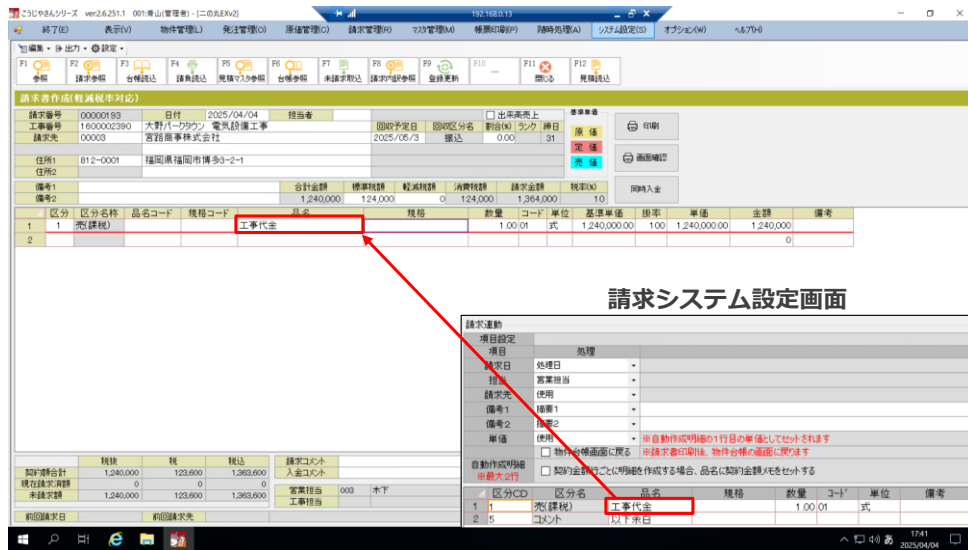 こうじやさんシリーズ ver2.6.251.1 001:青山(管理者) - [二の丸EXv2]
192.168.0.13
終了(E) 表示(V) 物件管理(L) 発注管理(O) 原価管理(C) 請求管理(R) マスタ管理(M) 帳票印刷(P) 随時処理(A) システム設定(S) オプション(W) ヘルプ(H)
編集 出力 設定
F1 F2 F3 F4 F5 F6 F7 F8 F9 F10 F11 F12
参照 請求参照 台帳読込 請負読込 見積マスタ参照 台帳参照 未請求取込 請求内訳参照 登録更新 閉じる 見積読込
請求書作成(軽減税率対応)
請求番号 00000193 日付 2025/04/04 担当者 出来高売上 基準単価
工事番号 1600002390 大野パークタウン 電気設備工事 回収予定日 回収区分名 割合(%) ランク 締日 原価 印刷
請求先 00003 宮路商事株式会社 2025/05/3 振込 0.00 31
定価
住所1 812-0001 福岡県福岡市博多3-2-1 売価 画面確認
住所2
備考1 合計金額 標準税額 軽減税額 消費税額 請求金額 税率(%) 同時入金
備考2 1,240,000 124,000 0 124,000 1,364,000 10
区分 区分名称 品名コード 規格コード 品名 規格 数量 コード 単位 基準単価 掛率 単価 金額 備考
1 1 売(課税) 工事代金 1.00 01 式 1,240,000.00 100 1,240,000.00 1,240,000
2 0
請求システム設定画面
請求連動
項目設定
項目 処理
請求日 処理日
担当 営業担当
請求先 使用
備考1 摘要1
備考2 摘要2
単価 使用 ※自動作成明細の1行目の単価としてセットされます
物件台帳画面に戻る ※請求書印刷後、物件台帳の画面に戻ります
自動作成明細
※最大2行
契約金額行ごとに明細を作成する場合、品名に契約金額メモをセットする
区分CD 区分名 品名 規格 数量 コード 単位 備考
1 1 売(課税) 工事代金 1.00 01 式
2 5 コメント 以下余白
税抜 税 税込 請求コメント
契約額合計 1,240,000 123,600 1,363,600 入金コメント
現在請求済額 0 0 0
未請求額 1,240,000 123,600 1,363,600 営業担当 003 木下
工事担当
前回請求日 前回請求先
あ 17:41
2025/04/04